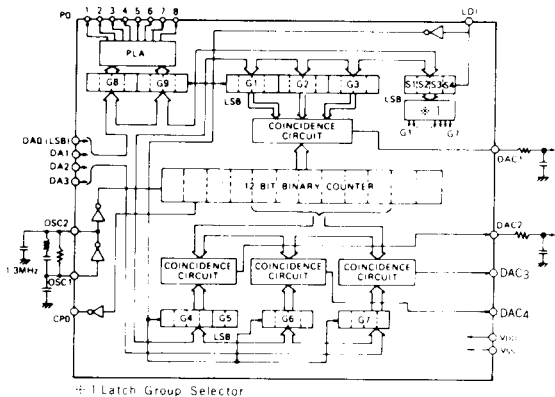 PO 1 2 3 4 5 6 7 8
LDI
PLA
G8 G9
G1 G2 G3
LSB
S1 S2 S3 S4
LSB
※ 1
G1 G7
COINCIDENCE CIRCUIT
DA0 (LSB)
DA1
DA2
DA3
DAC1
12 BIT BINARY COUNTER
OSC2
DAC2
1.3MHz
OSC1
COINCIDENCE CIRCUIT
COINCIDENCE CIRCUIT
COINCIDENCE CIRCUIT
DAC3
CPO
G4 G5
G6
G7
LSB
DAC4
VDD
VSS
※ 1 Latch Group Selector